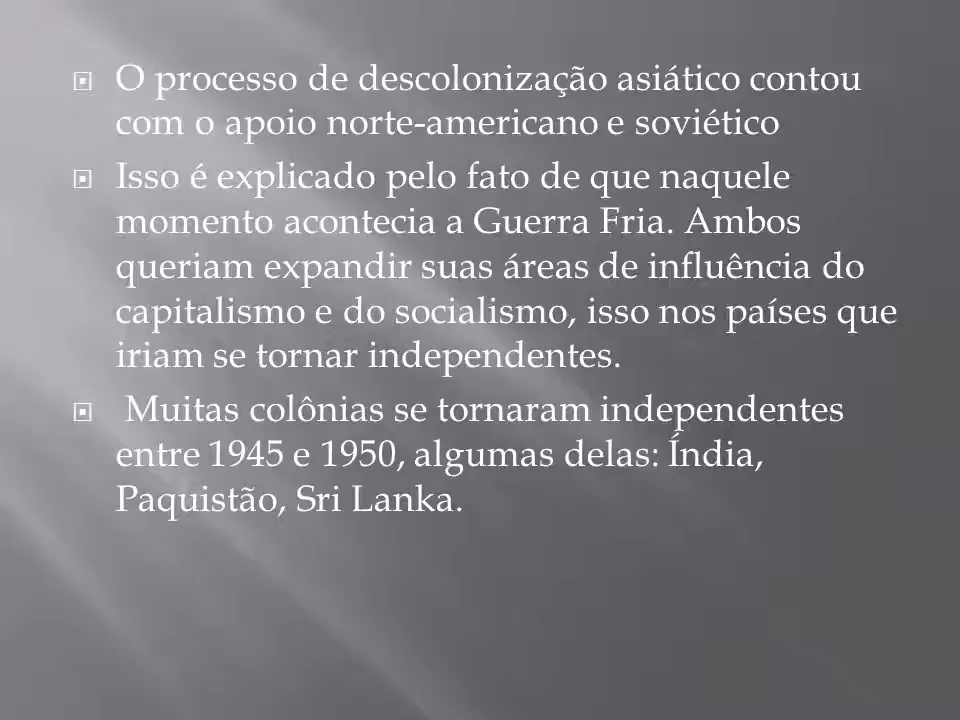 O processo de descolonização asiático contou
com o apoio norte-americano e soviético
Isso é explicado pelo fato de que naquele
momento acontecia a Guerra Fria. Ambos
queriam expandir suas áreas de influência do
capitalismo e do socialismo, isso nos países que
iriam se tornar independentes.
Muitas colônias se tornaram independentes
entre 1945 e 1950, algumas delas: Índia,
Paquistão, Sri Lanka.